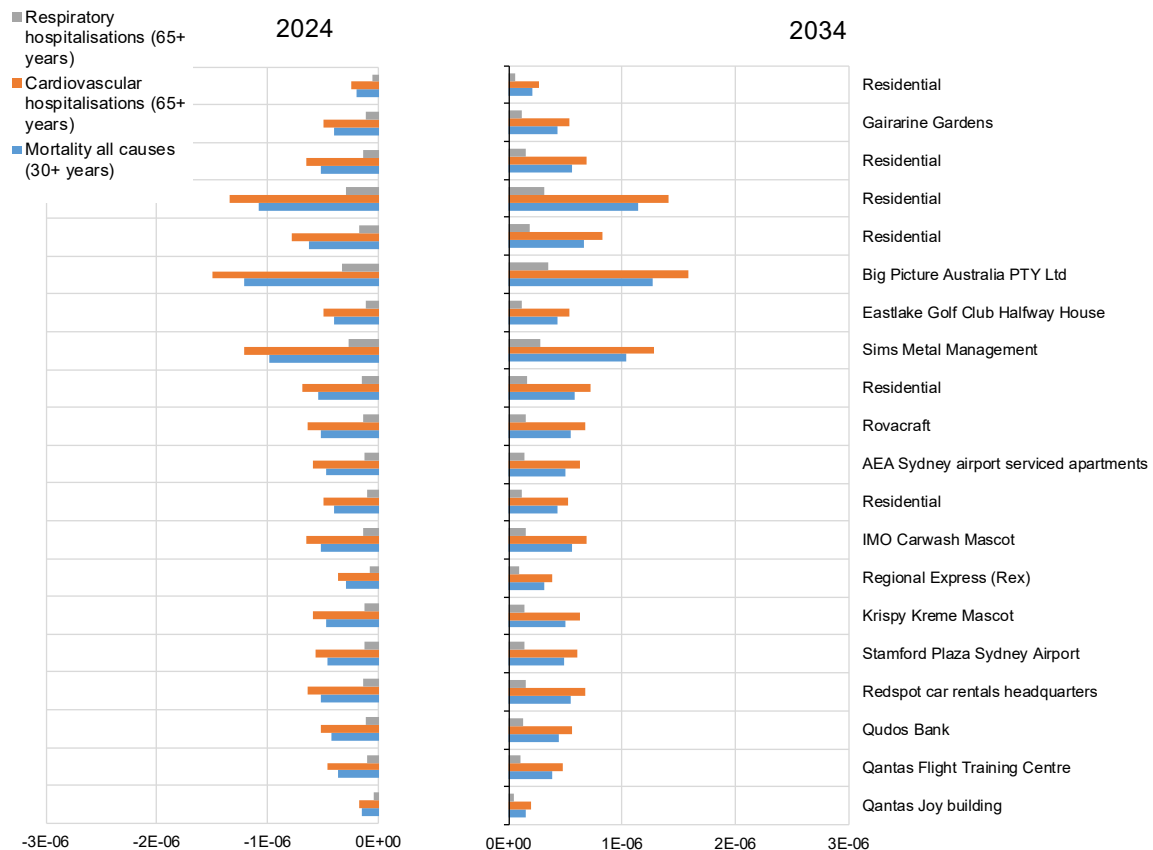 Respiratory
hospitalisations (65+
years)
Cardiovascular
hospitalisations (65+
years)
Mortality all causes
(30+ years)
2024
2034
Residential
Gairarine Gardens
Residential
Residential
Residential
Big Picture Australia PTY Ltd
Eastlake Golf Club Halfway House
Sims Metal Management
Residential
Rovacraft
AEA Sydney airport serviced apartments
Residential
IMO Carwash Mascot
Regional Express (Rex)
Krispy Kreme Mascot
Stamford Plaza Sydney Airport
Redspot car rentals headquarters
Qudos Bank
Qantas Flight Training Centre
Qantas Joy building
-3E-06 -2E-06 -1E-06 0E+00
0E+00 1E-06 2E-06 3E-06